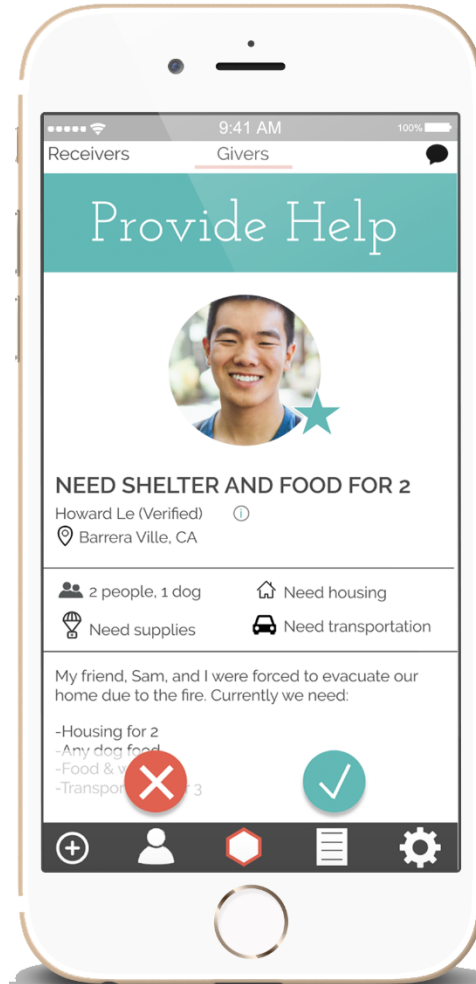 9:41 AM 100%
Receivers Givers
Provide Help
NEED SHELTER AND FOOD FOR 2
Howard Le (Verified) i
Barrera Ville, CA
2 people, 1 dog Need housing
Need supplies Need transportation
My friend, Sam, and I were forced to evacuate our
home due to the fire. Currently we need:
-Housing for 2
-Any dog food
-Food &
3